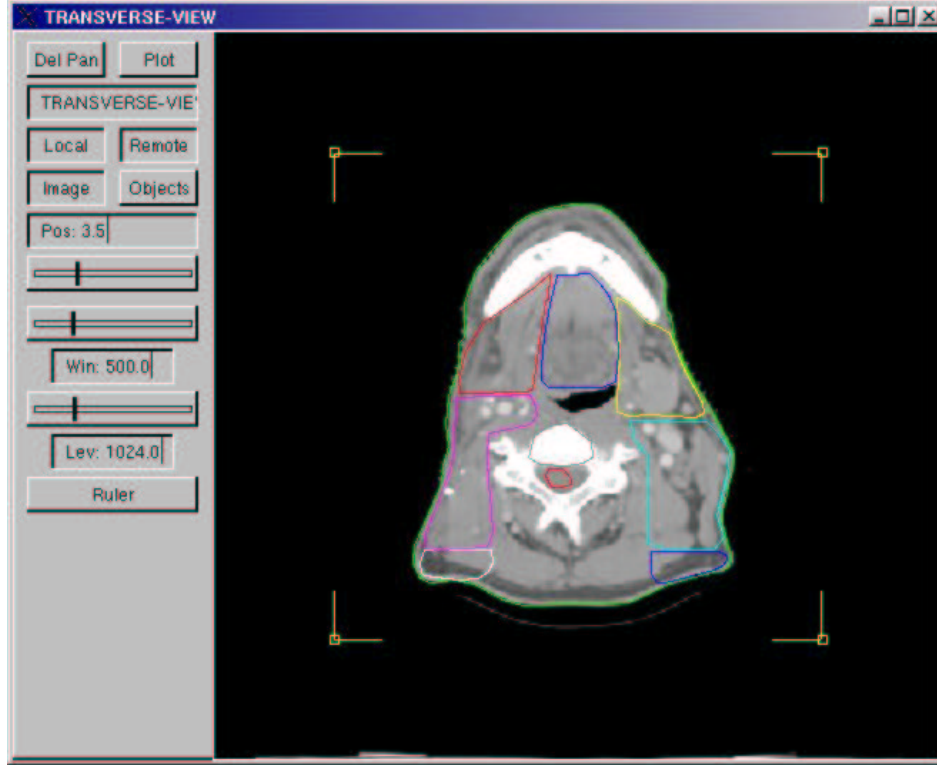 TRANSVERSE-VIEW
Del Pan Plot
TRANSVERSE-VIE
Local Remote
Image Objects
Pos: 3.5
Win: 500.0
Lev: 1024.0
Ruler